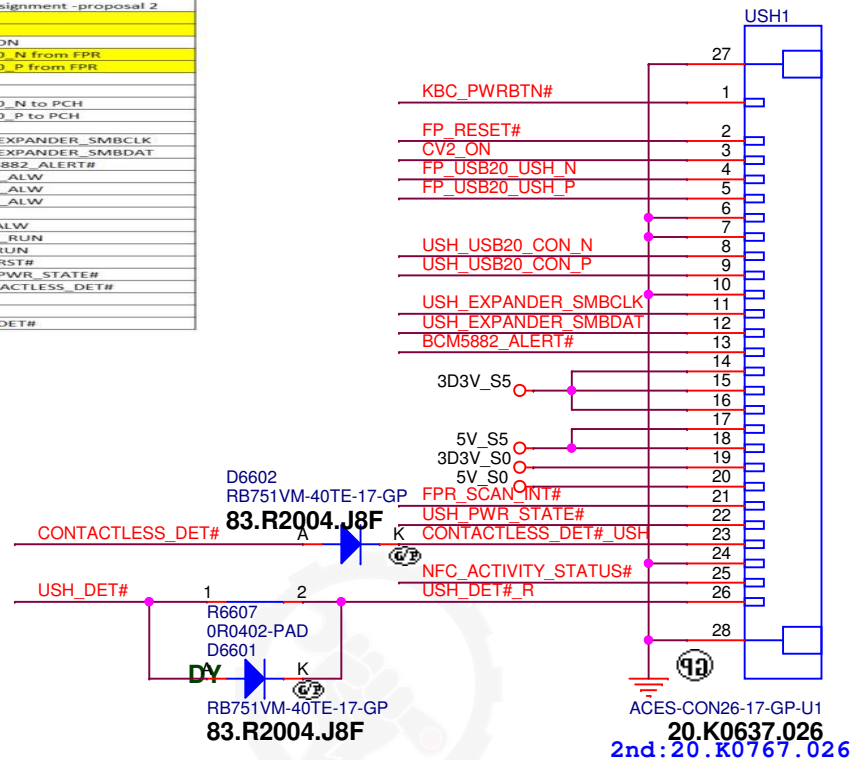 signment -proposal 2
ON
0_N from FPR
0_P from FPR
0_N to PCH
0_P to PCH
EXPANDER_SMBCLK
EXPANDER_SMBDAT
5882_ALERT#
_ALW
_ALW
_ALW
ALW
_RUN
RUN
RST#
PWR_STATE#
ACTLESS_DET#
DET#
USH1
27
KBC_PWRBTN# 1
FP_RESET# 2
CV2_ON 3
FP_USB20_USH_N 4
FP_USB20_USH_P 5
6
7
USH_USB20_CON_N 8
USH_USB20_CON_P 9
10
USH_EXPANDER_SMBCLK 11
USH_EXPANDER_SMBDAT 12
BCM5882_ALERT# 13
14
3D3V_S5 15
16
17
5V_S5 18
3D3V_S0 19
5V_S0 20
FPR_SCAN_INT# 21
USH_PWR_STATE# 22
CONTACTLESS_DET#_USH 23
24
NFC_ACTIVITY_STATUS# 25
USH_DET#_R 26
28
D6602
RB751VM-40TE-17-GP
83.R2004.J8F
CONTACTLESS_DET# A K
G/P
USH_DET# 1 2
R6607
0R0402-PAD
D6601
DY A K
G/P
RB751VM-40TE-17-GP
83.R2004.J8F
GP
ACES-CON26-17-GP-U1
20.K0637.026
2nd:20.K0767.026